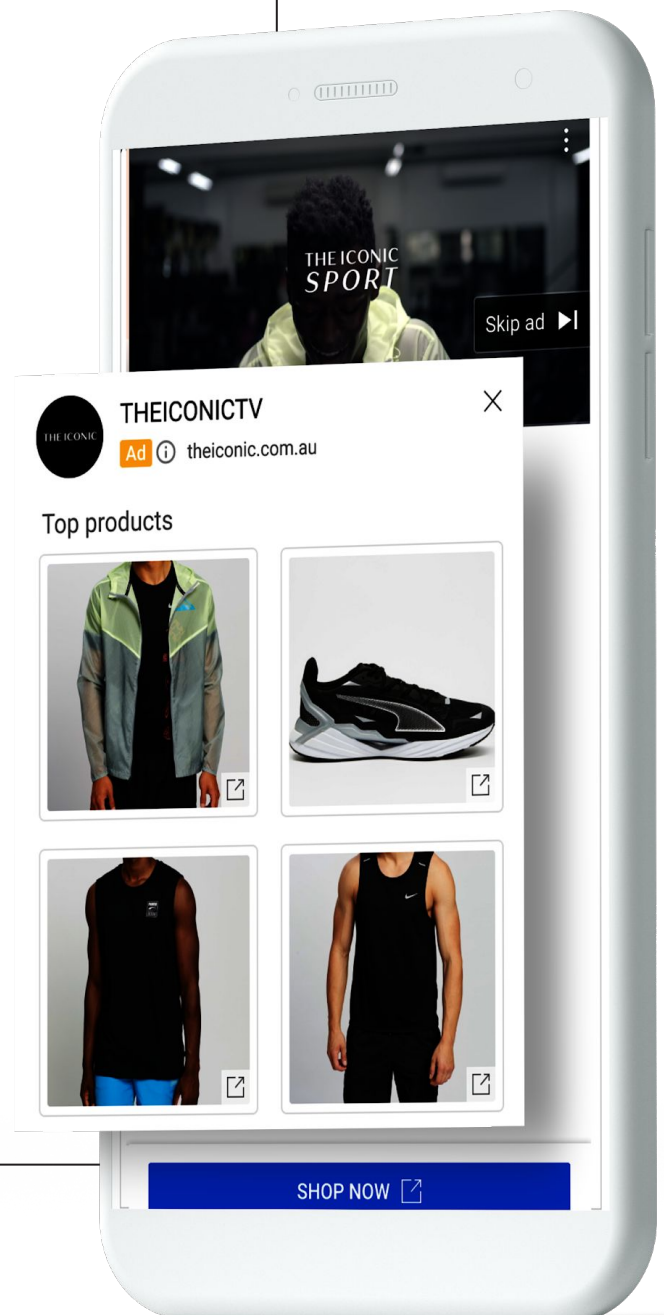 THE ICONIC
SPORT
Skip ad
THEICONICTV
THE ICONIC
Ad theiconic.com.au
Top products
SHOP NOW